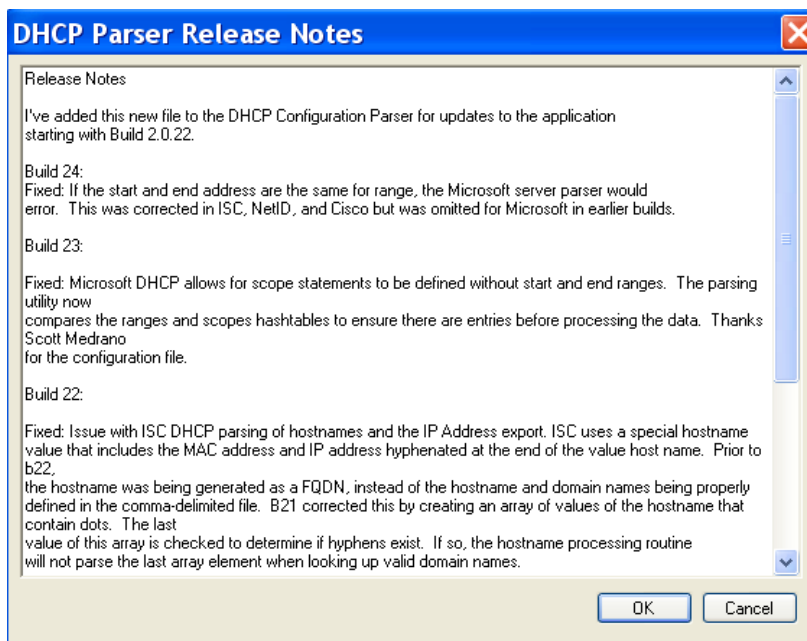 DHCP Parser Release Notes
Release Notes
I've added this new file to the DHCP Configuration Parser for updates to the application
starting with Build 2.0.22.
Build 24:
Fixed: If the start and end address are the same for range, the Microsoft server parser would
error.  This was corrected in ISC, NetID, and Cisco but was omitted for Microsoft in earlier builds.
Build 23:
Fixed: Microsoft DHCP allows for scope statements to be defined without start and end ranges.  The parsing
utility now
compares the ranges and scopes hashtables to ensure there are entries before processing the data.  Thanks
Scott Medrano
for the configuration file.
Build 22:
Fixed: Issue with ISC DHCP parsing of hostnames and the IP Address export. ISC uses a special hostname
value that includes the MAC address and IP address hyphenated at the end of the value host name.  Prior to
b22,
the hostname was being generated as a FQDN, instead of the hostname and domain names being properly
defined in the comma-delimited file.  B21 corrected this by creating an array of values of the hostname that
contain dots.  The last
value of this array is checked to determine if hyphens exist.  If so, the hostname processing routine
will not parse the last array element when looking up valid domain names.
OK
Cancel